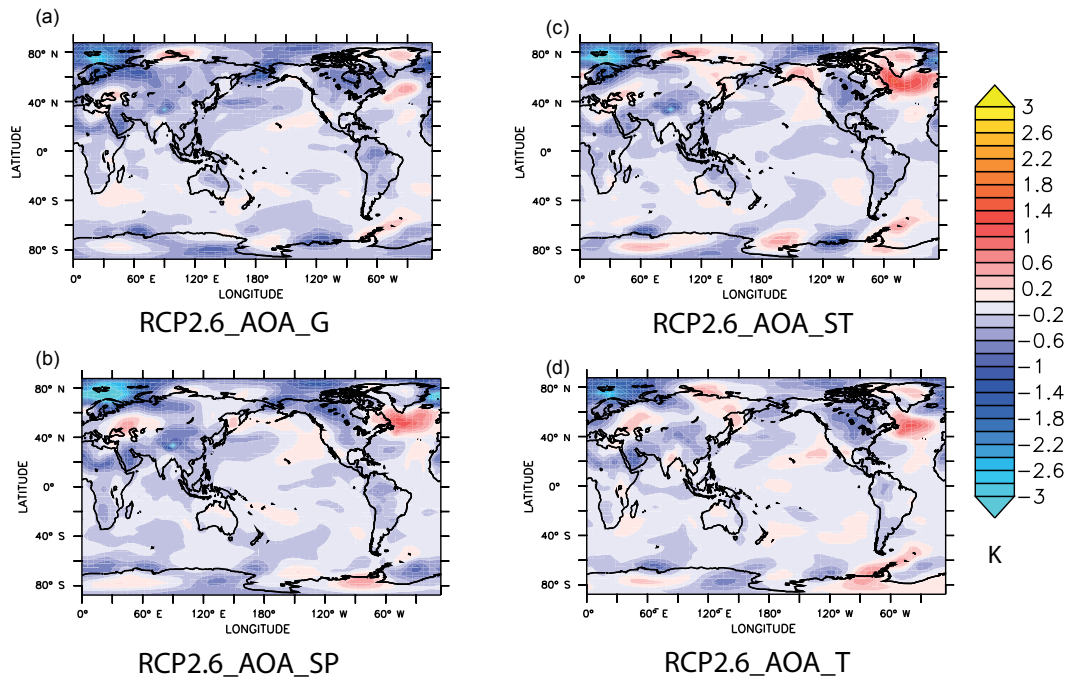 (a)
80° N
40° N
0°
40° S
80° S
LATITUDE
0° 60° E 120° E 180° 120° W 60° W
LONGITUDE
RCP2.6_AOA_G
(b)
80° N
40° N
0°
40° S
80° S
LATITUDE
0° 60° E 120° E 180° 120° W 60° W
LONGITUDE
RCP2.6_AOA_SP
(c)
80° N
40° N
0°
40° S
80° S
LATITUDE
0° 60° E 120° E 180° 120° W 60° W
LONGITUDE
RCP2.6_AOA_ST
(d)
80° N
40° N
0°
40° S
80° S
LATITUDE
0° 60° E 120° E 180° 120° W 60° W
LONGITUDE
RCP2.6_AOA_T
3
2.6
2.2
1.8
1.4
1
0.6
0.2
−0.2
−0.6
−1
−1.4
−1.8
−2.2
−2.6
−3
K